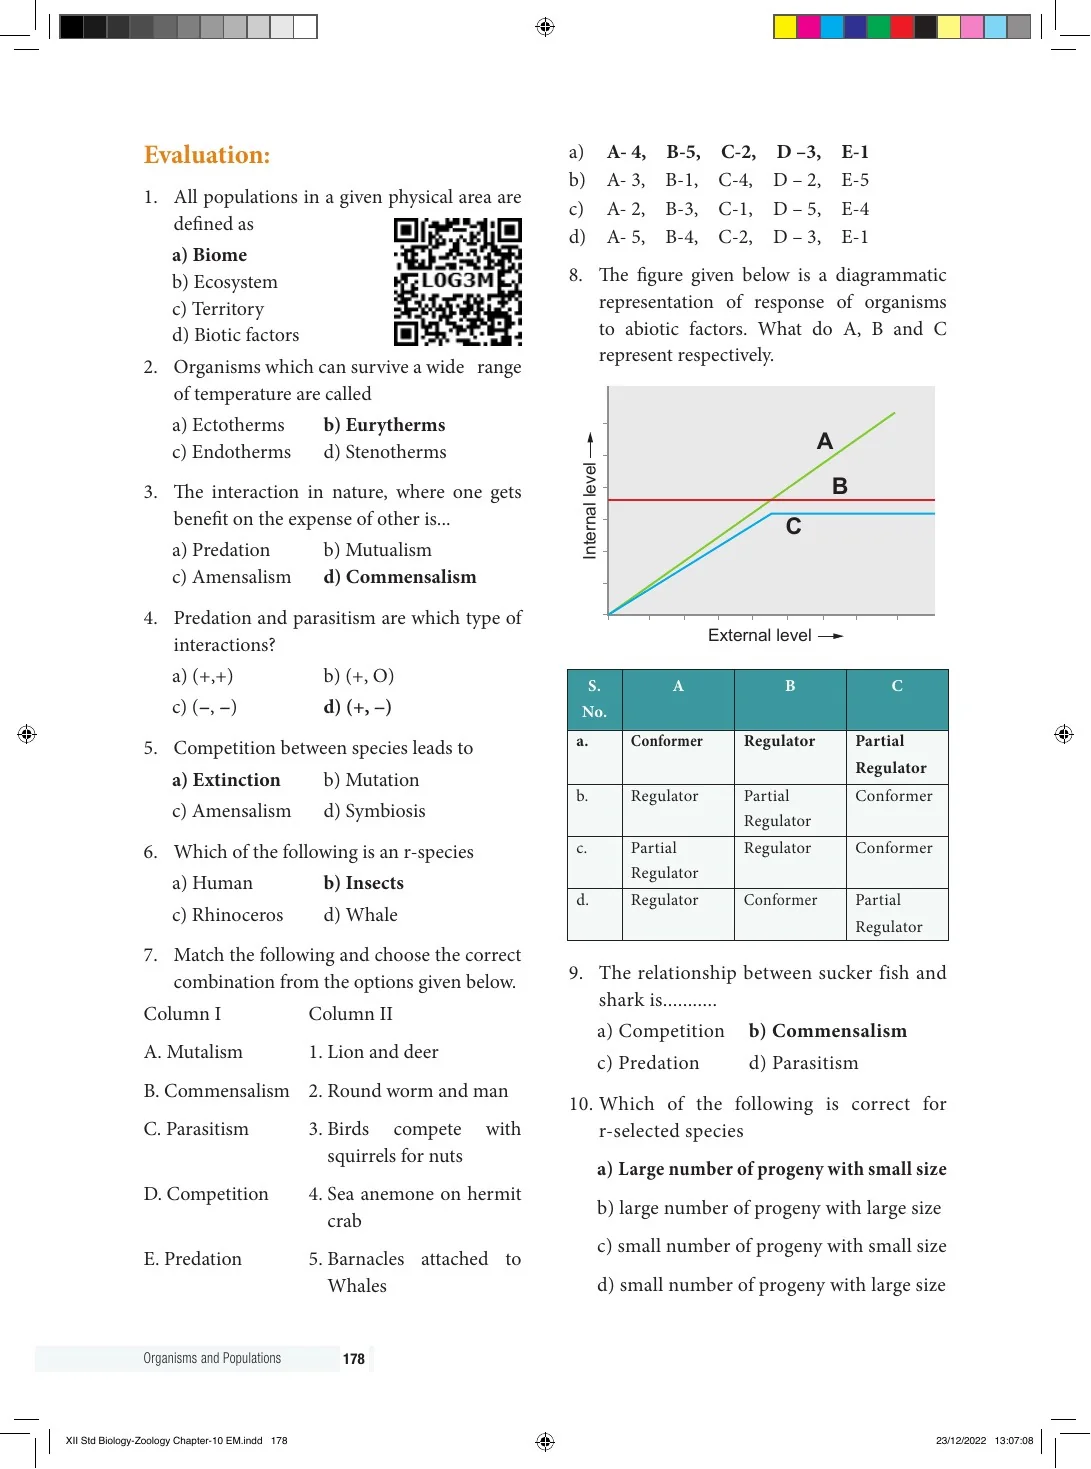 Evaluation:
1. All populations in a given physical area are
defined as
a) Biome
b) Ecosystem
c) Territory
d) Biotic factors
L0G3M
2. Organisms which can survive a wide range
of temperature are called
a) Ectotherms b) Eurytherms
c) Endotherms d) Stenotherms
3. The interaction in nature, where one gets
benefit on the expense of other is...
a) Predation b) Mutualism
c) Amensalism d) Commensalism
4. Predation and parasitism are which type of
interactions?
a) (+,+) b) (+, O)
c) (–, –) d) (+, –)
5. Competition between species leads to
a) Extinction b) Mutation
c) Amensalism d) Symbiosis
6. Which of the following is an r-species
a) Human b) Insects
c) Rhinoceros d) Whale
7. Match the following and choose the correct
combination from the options given below.
Column I Column II
A. Mutalism 1. Lion and deer
B. Commensalism 2. Round worm and man
C. Parasitism 3. Birds compete with
squirrels for nuts
D. Competition 4. Sea anemone on hermit
crab
E. Predation 5. Barnacles attached to
Whales
a) A- 4, B-5, C-2, D –3, E-1
b) A- 3, B-1, C-4, D – 2, E-5
c) A- 2, B-3, C-1, D – 5, E-4
d) A- 5, B-4, C-2, D – 3, E-1
8. The figure given below is a diagrammatic
representation of response of organisms
to abiotic factors. What do A, B and C
represent respectively.
A
B
C
Internal level
External level
S. A B C
No.
a. Conformer Regulator Partial
Regulator
b. Regulator Partial Conformer
Regulator
c. Partial Regulator Conformer
Regulator
d. Regulator Conformer Partial
Regulator
9. The relationship between sucker fish and
shark is...........
a) Competition b) Commensalism
c) Predation d) Parasitism
10. Which of the following is correct for
r-selected species
a) Large number of progeny with small size
b) large number of progeny with large size
c) small number of progeny with small size
d) small number of progeny with large size
Organisms and Populations 178
XII Std Biology-Zoology Chapter-10 EM.indd 178 23/12/2022 13:07:08